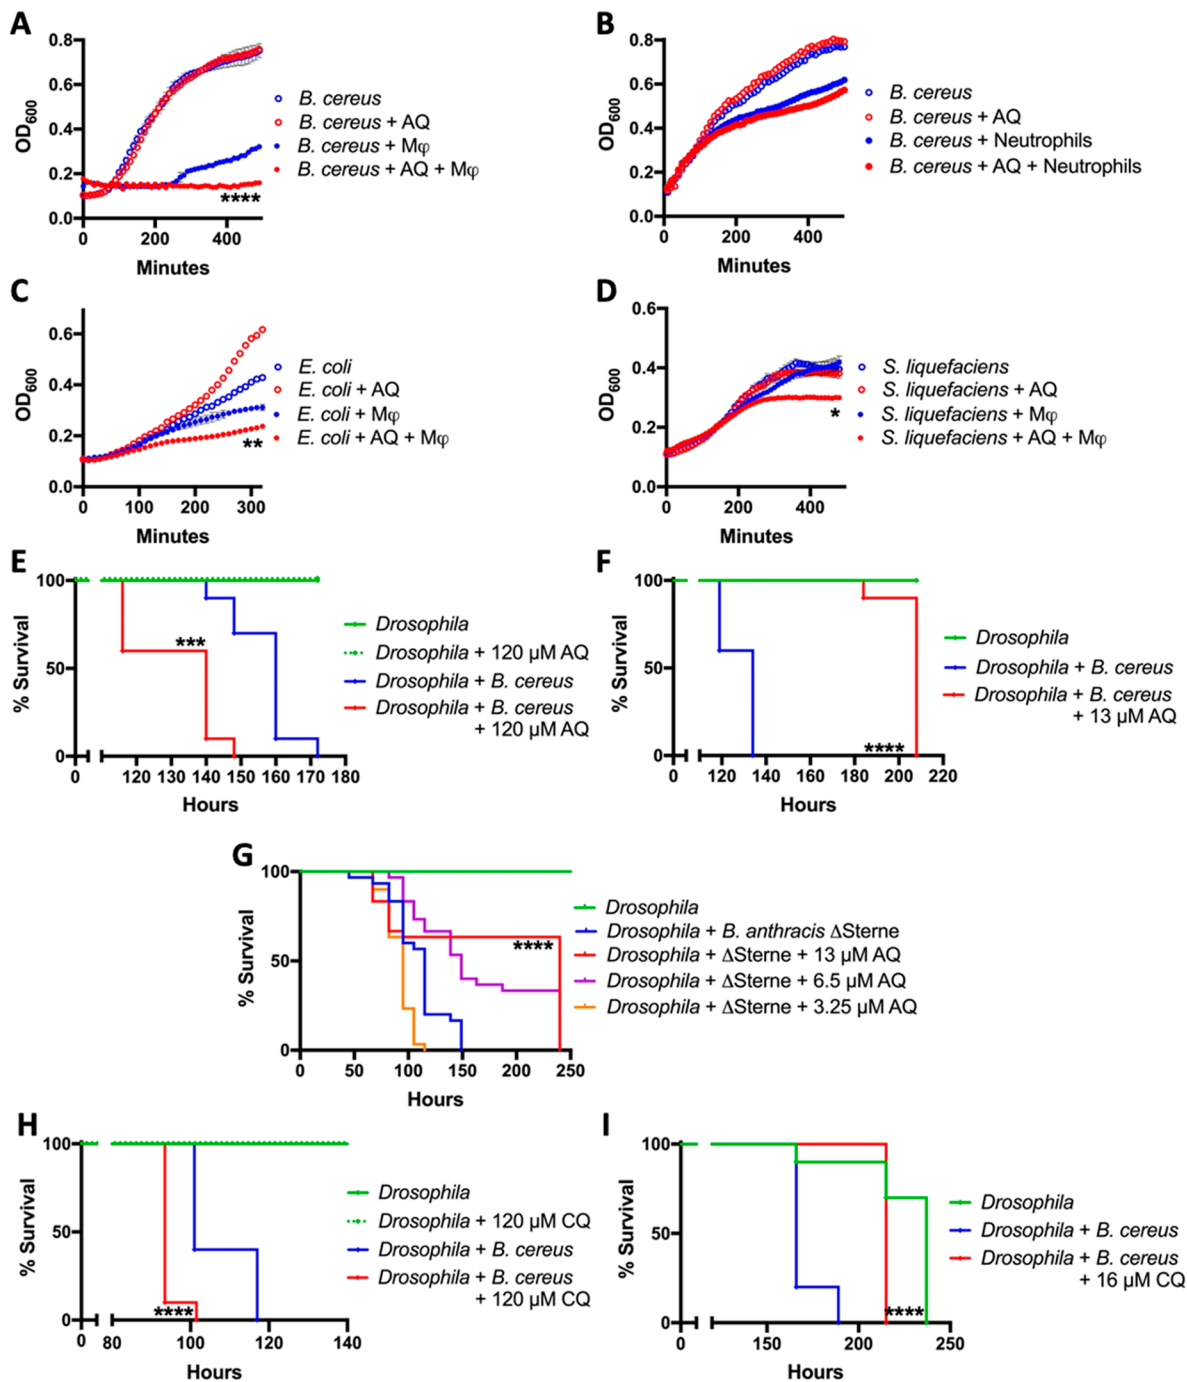 A
0.8
0.6
0.4
0.2
0.0
OD600
0 200 400
Minutes
B. cereus
B. cereus + AQ
B. cereus + Mφ
B. cereus + AQ + Mφ
****
B
0.8
0.6
0.4
0.2
0.0
OD600
0 200 400
Minutes
B. cereus
B. cereus + AQ
B. cereus + Neutrophils
B. cereus + AQ + Neutrophils
C
0.6
0.4
0.2
0.0
OD600
0 100 200 300
Minutes
E. coli
E. coli + AQ
E. coli + Mφ
E. coli + AQ + Mφ
**
D
0.6
0.4
0.2
0.0
OD600
0 200 400
Minutes
S. liquefaciens
S. liquefaciens + AQ
S. liquefaciens + Mφ
S. liquefaciens + AQ + Mφ
*
E
100
50
0
% Survival
0 120 130 140 150 160 170 180
Hours
***
Drosophila
Drosophila + 120 µM AQ
Drosophila + B. cereus
Drosophila + B. cereus
+ 120 µM AQ
F
100
50
0
% Survival
0 120 140 160 180 200 220
Hours
****
Drosophila
Drosophila + B. cereus
Drosophila + B. cereus
+ 13 µM AQ
G
100
50
0
% Survival
0 50 100 150 200 250
Hours
****
Drosophila
Drosophila + B. anthracis ΔSterne
Drosophila + ΔSterne + 13 µM AQ
Drosophila + ΔSterne + 6.5 µM AQ
Drosophila + ΔSterne + 3.25 µM AQ
H
100
50
0
% Survival
0 80 100 120 140
Hours
****
Drosophila
Drosophila + 120 µM CQ
Drosophila + B. cereus
Drosophila + B. cereus
+ 120 µM CQ
I
100
50
0
% Survival
0 150 200 250
Hours
****
Drosophila
Drosophila + B. cereus
Drosophila + B. cereus
+ 16 µM CQ